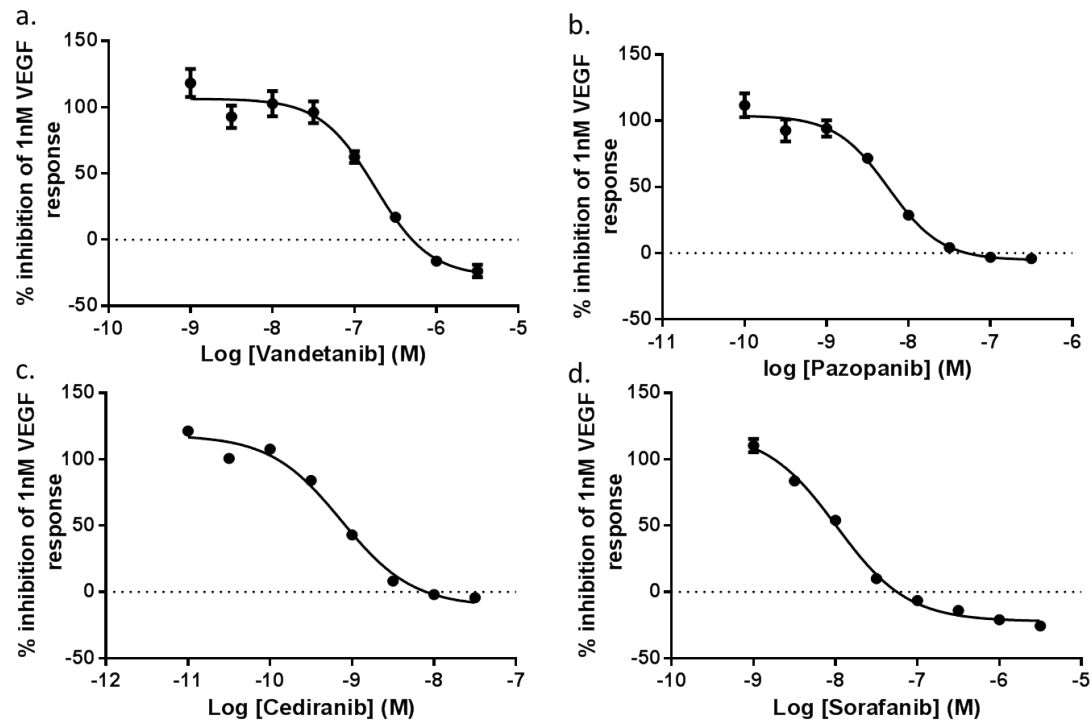 a.
% inhibition of 1nM VEGF
response
150
100
50
0
-50
-10 -9 -8 -7 -6 -5
Log [Vandetanib] (M)
b.
% inhibition of 1nM VEGF
response
150
100
50
0
-50
-11 -10 -9 -8 -7 -6
log [Pazopanib] (M)
c.
% inhibition of 1nM VEGF
response
150
100
50
0
-50
-12 -11 -10 -9 -8 -7
Log [Cediranib] (M)
d.
% inhibition of 1nM VEGF
response
150
100
50
0
-50
-10 -9 -8 -7 -6 -5
Log [Sorafanib] (M)